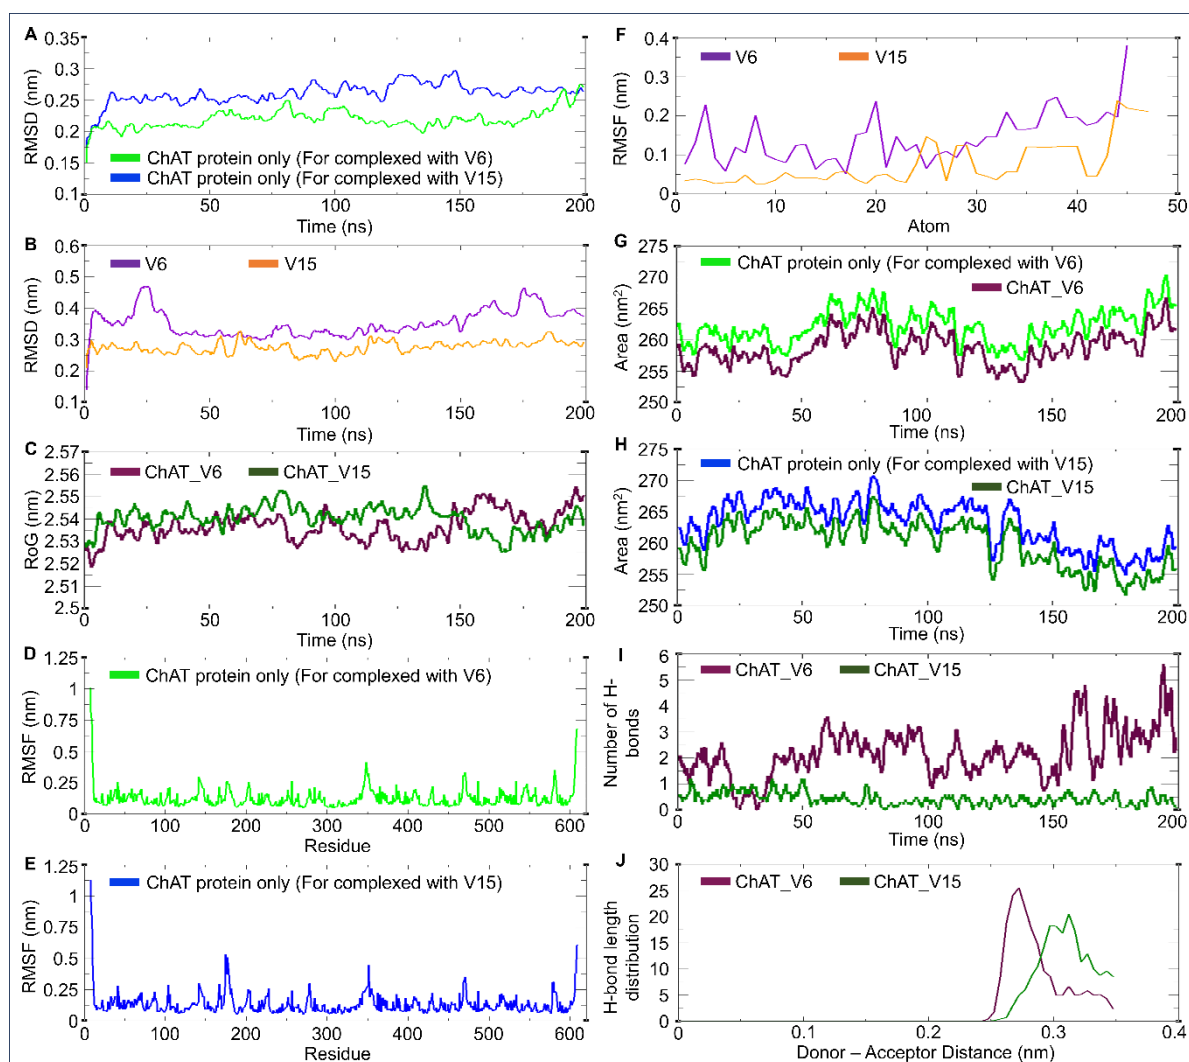 A
0.35
0.3
0.25
0.2
0.15
0.1
RMSD (nm)
ChAT protein only (For complexed with V6)
ChAT protein only (For complexed with V15)
0 50 100 150 200
Time (ns)
B
0.6
0.5
0.4
0.3
0.2
0.1
RMSD (nm)
V6 V15
0 50 100 150 200
Time (ns)
C
2.57
2.56
2.55
2.54
2.53
2.51
2.5
RoG (nm)
ChAT_V6 ChAT_V15
0 50 100 150 200
Time (ns)
D
1.25
1
0.75
0.5
0.25
0
RMSF (nm)
ChAT protein only (For complexed with V6)
0 100 200 300 400 500 600
Residue
E
1.25
1
0.75
0.5
0.25
0
RMSF (nm)
ChAT protein only (For complexed with V15)
0 100 200 300 400 500 600
Residue
F
0.4
0.3
0.2
0.1
0
RMSF (nm)
V6 V15
0 10 20 30 40 50
Atom
G
275
270
265
260
255
250
Area (nm²)
ChAT protein only (For complexed with V6)
ChAT_V6
0 50 100 150 200
Time (ns)
H
275
270
265
260
255
250
Area (nm²)
ChAT protein only (For complexed with V15)
ChAT_V15
0 50 100 150 200
Time (ns)
I
6
5
4
3
2
1
0
Number of H-
bonds
ChAT_V6 ChAT_V15
0 50 100 150 200
Time (ns)
J
30
25
20
15
10
5
0
H-bond length
distribution
ChAT_V6 ChAT_V15
0 0.1 0.2 0.3 0.4
Donor – Acceptor Distance (nm)